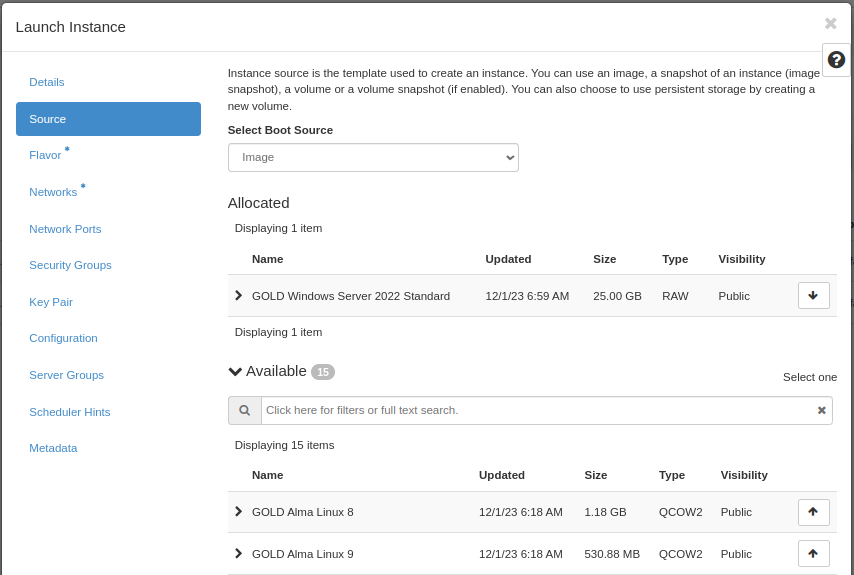 Launch Instance
Details
Source
Flavor *
Networks *
Network Ports
Security Groups
Key Pair
Configuration
Server Groups
Scheduler Hints
Metadata
Instance source is the template used to create an instance. You can use an image, a snapshot of an instance (image
snapshot), a volume or a volume snapshot (if enabled). You can also choose to use persistent storage by creating a
new volume.
Select Boot Source
Image
Allocated
Displaying 1 item
Name Updated Size Type Visibility
GOLD Windows Server 2022 Standard 12/1/23 6:59 AM 25.00 GB RAW Public
Displaying 1 item
Available 15
Select one
Click here for filters or full text search.
Displaying 15 items
Name Updated Size Type Visibility
GOLD Alma Linux 8 12/1/23 6:18 AM 1.18 GB QCOW2 Public
GOLD Alma Linux 9 12/1/23 6:18 AM 530.88 MB QCOW2 Public